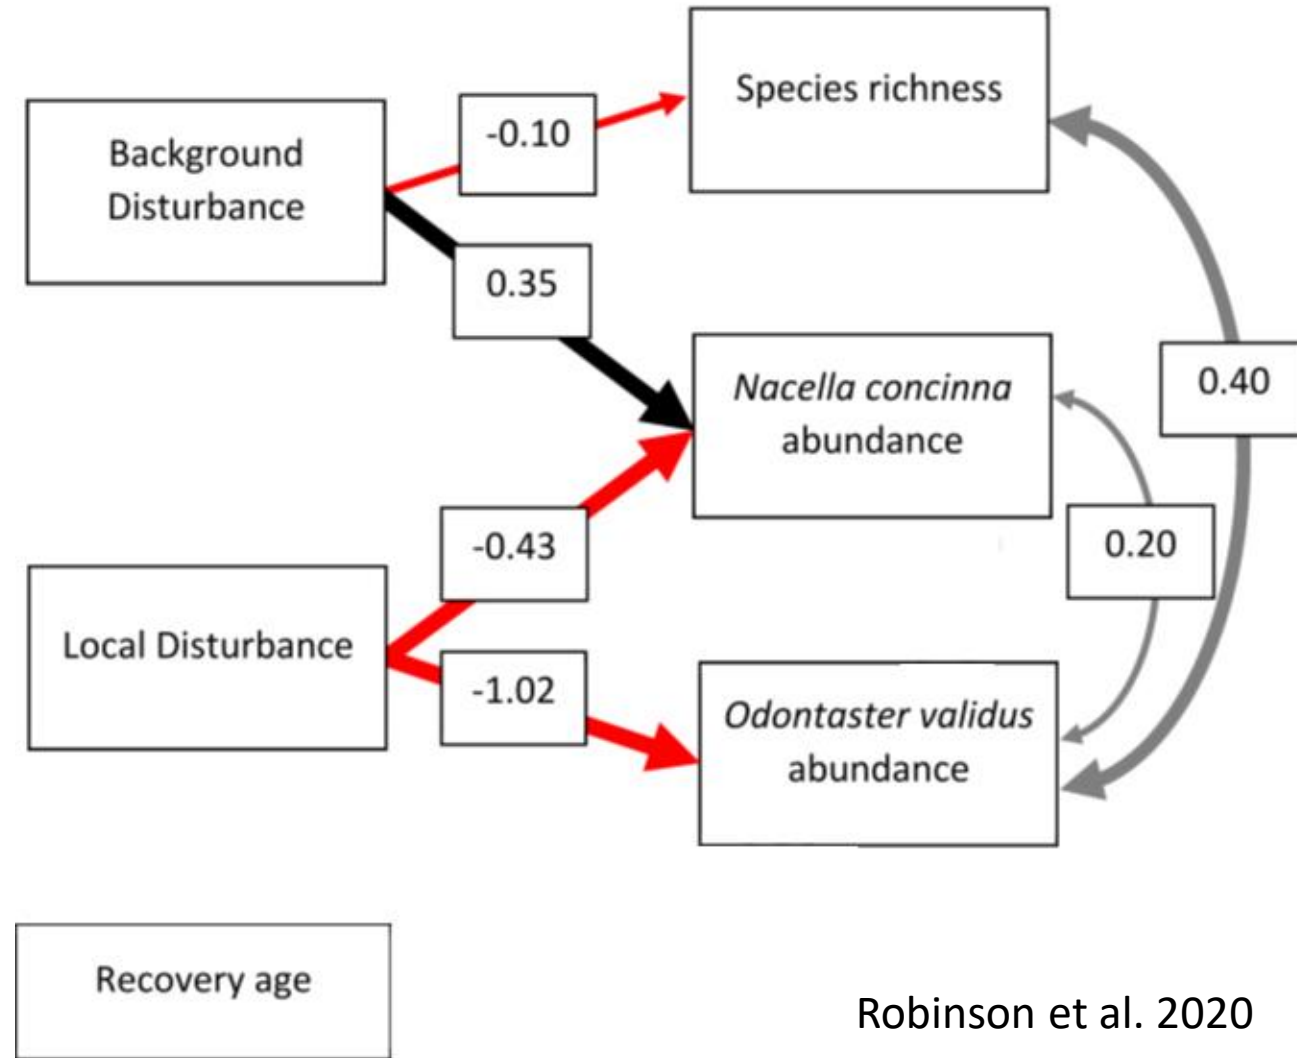 Species richness
-0.10
Background
Disturbance
0.35
Nacella concinna
abundance
0.40
-0.43
0.20
Local Disturbance
-1.02
Odontaster validus
abundance
Recovery age
Robinson et al. 2020